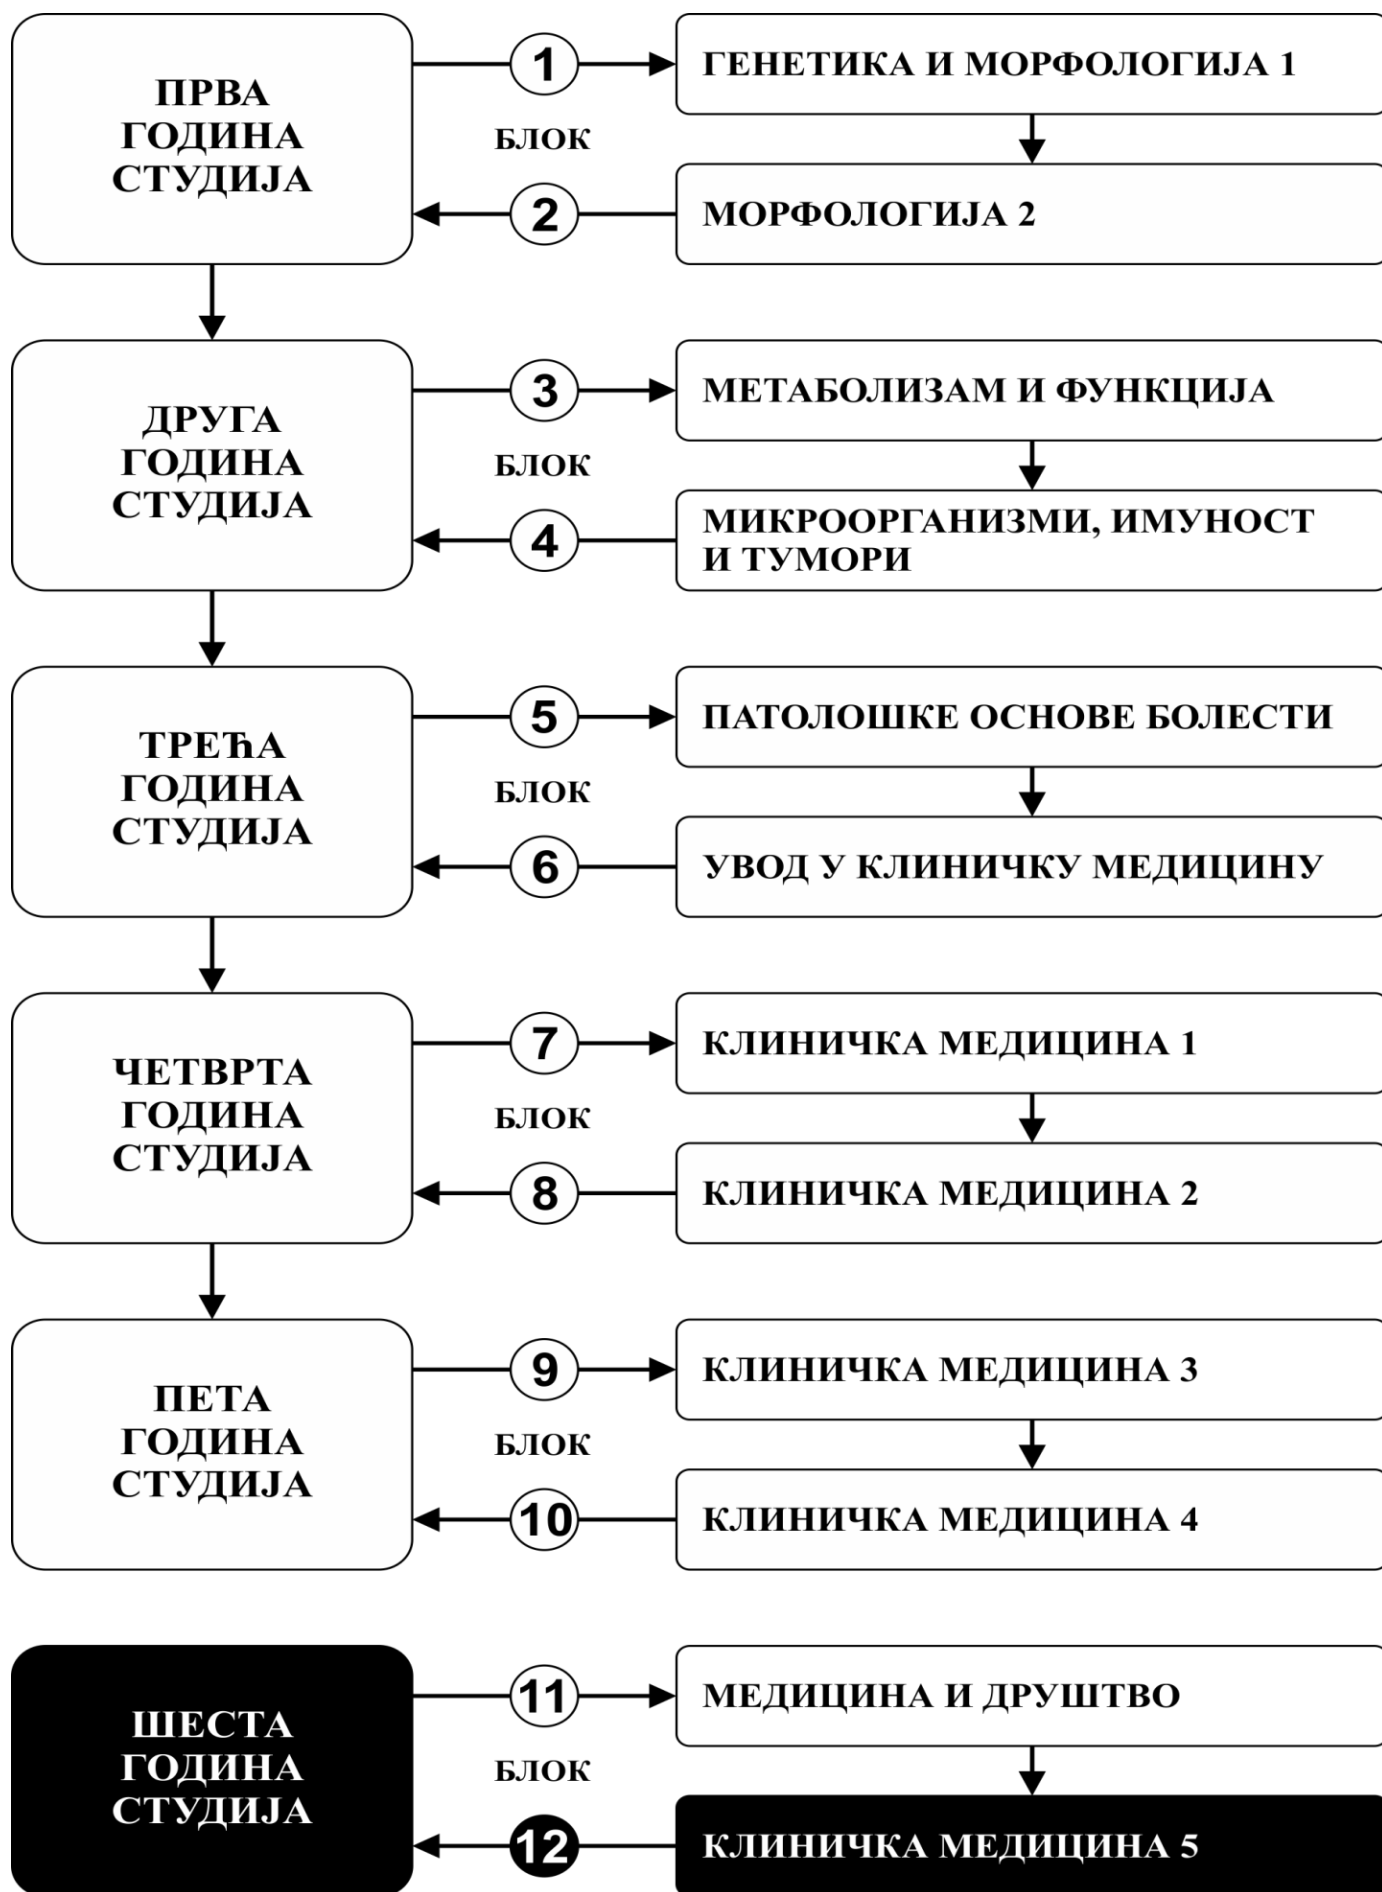 ПРВА
ГОДИНА
СТУДИЈА
1
БЛОК
2
ГЕНЕТИКА И МОРФОЛОГИЈА 1
МОРФОЛОГИЈА 2
ДРУГА
ГОДИНА
СТУДИЈА
3
БЛОК
4
МЕТАБОЛИЗАМ И ФУНКЦИЈА
МИКРООРГАНИЗМИ, ИМУНОСТ
И ТУМОРИ
ТРЕЋА
ГОДИНА
СТУДИЈА
5
БЛОК
6
ПАТОЛОШКЕ ОСНОВЕ БОЛЕСТИ
УВОД У КЛИНИЧКУ МЕДИЦИНУ
ЧЕТВРТА
ГОДИНА
СТУДИЈА
7
БЛОК
8
КЛИНИЧКА МЕДИЦИНА 1
КЛИНИЧКА МЕДИЦИНА 2
ПЕТА
ГОДИНА
СТУДИЈА
9
БЛОК
10
КЛИНИЧКА МЕДИЦИНА 3
КЛИНИЧКА МЕДИЦИНА 4
ШЕСТА
ГОДИНА
СТУДИЈА
11
БЛОК
12
МЕДИЦИНА И ДРУШТВО
КЛИНИЧКА МЕДИЦИНА 5